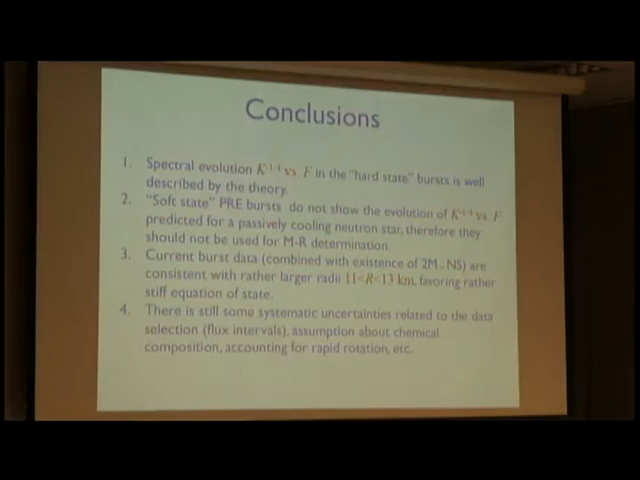 Conclusions
1. Spectral evolution K-1/4 vs. F in the "hard state" bursts is well
described by the theory.
2. "Soft state" PRE bursts do not show the evolution of K-1/4 vs. F
predicted for a passively cooling neutron star, therefore they
should not be used for M-R determination.
3. Current burst data (combined with existence of 2M NS) are
consistent with rather larger radii 11<R<13 km, favoring rather
stiff equation of state.
4. There is still some systematic uncertainties related to the data
selection (flux intervals), assumption about chemical
composition, accounting for rapid rotation, etc.